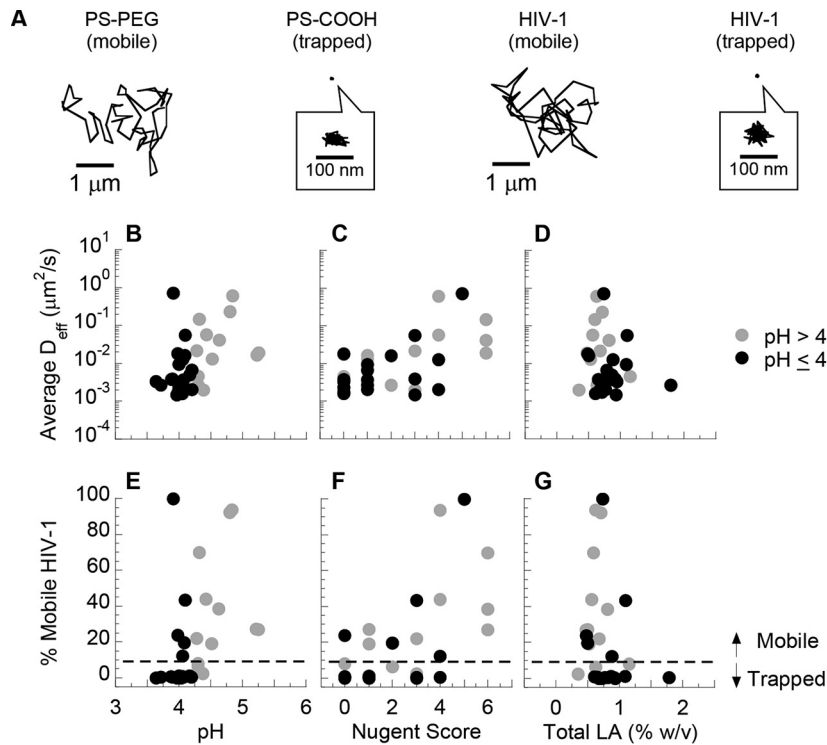 A
PS-PEG
(mobile)
PS-COOH
(trapped)
HIV-1
(mobile)
HIV-1
(trapped)
1 μm
100 nm
1 μm
100 nm
B
C
D
Average D_eff (μm²/s)
10¹
10⁰
10⁻¹
10⁻²
10⁻³
10⁻⁴
pH > 4
pH ≤ 4
E
F
G
% Mobile HIV-1
100
80
60
40
20
0
Mobile
Trapped
3 4 5 6
0 2 4 6
0 1 2
pH
Nugent Score
Total LA (% w/v)